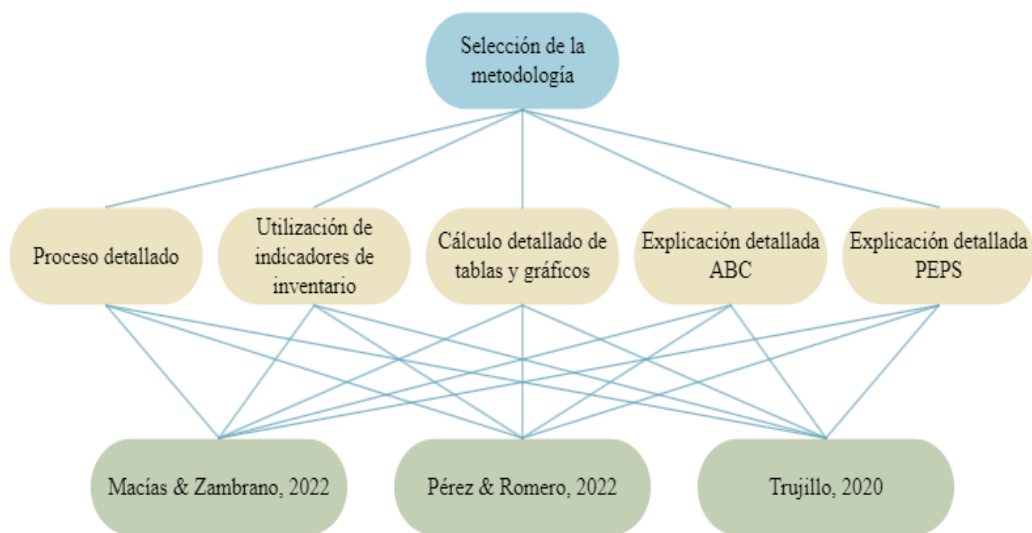 Selección de la
metodología
Proceso detallado
Utilización de
indicadores de
inventario
Cálculo detallado de
tablas y gráficos
Explicación detallada
ABC
Explicación detallada
PEPS
Macías & Zambrano, 2022
Pérez & Romero, 2022
Trujillo, 2020